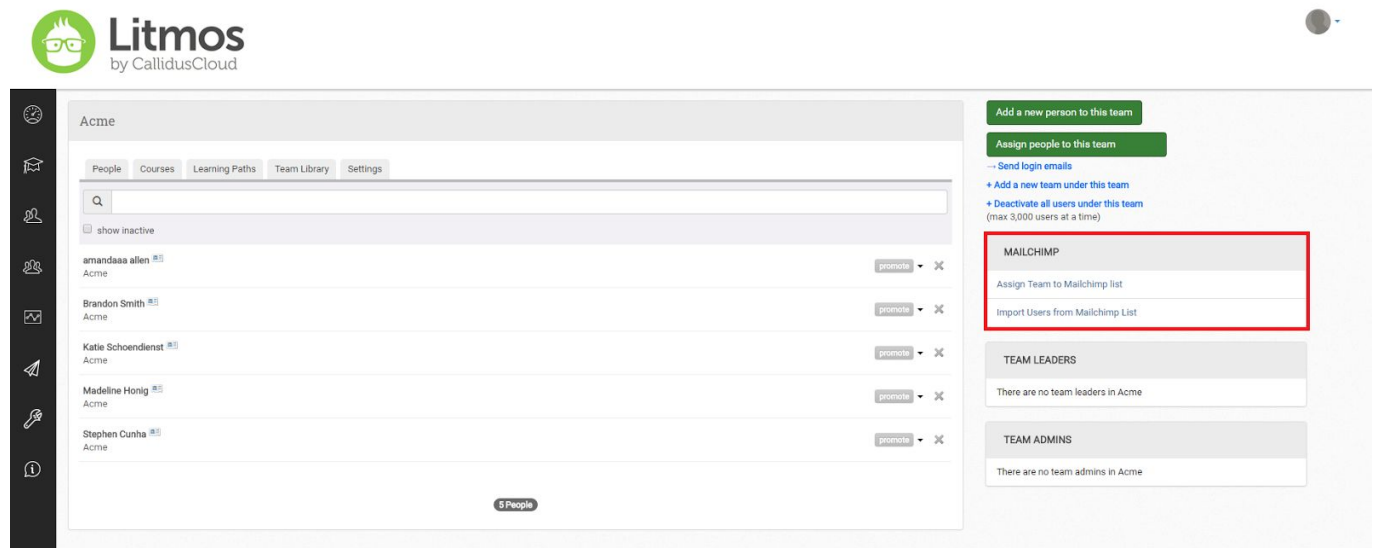 Litmos
by CallidusCloud
Acme
People Courses Learning Paths Team Library Settings
show inactive
amandaaa allen
Acme
promote
Brandon Smith
Acme
promote
Katie Schoendienst
Acme
promote
Madeline Honig
Acme
promote
Stephen Cunha
Acme
promote
5 People
Add a new person to this team
Assign people to this team
→ Send login emails
+ Add a new team under this team
+ Deactivate all users under this team
(max 3,000 users at a time)
MAILCHIMP
Assign Team to Mailchimp list
Import Users from Mailchimp List
TEAM LEADERS
There are no team leaders in Acme
TEAM ADMINS
There are no team admins in Acme